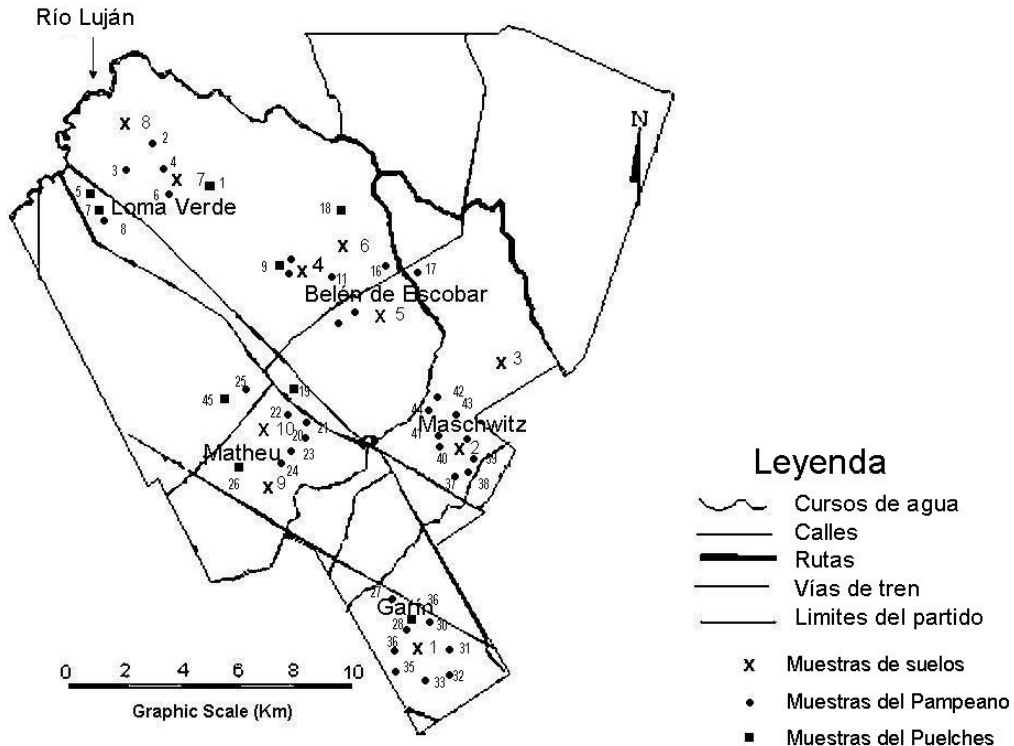 Río Luján
N
8
2
3
4
7
1
5
6
7
Loma Verde
8
18
6
9
4
11
16
17
Belén de Escobar
5
3
25
19
45
42
22
44
43
10
21
Maschwitz
20
41
2
Matheu
23
40
39
24
26
9
37
38
27
36
Garín
28
30
36
1
31
35
33
32
0 2 4 6 8 10
Graphic Scale (Km)
Leyenda
Cursos de agua
Calles
Rutas
Vías de tren
Limites del partido
x Muestras de suelos
Muestras del Pampeano
Muestras del Puelches